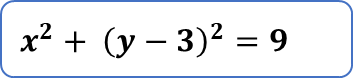 x² + (y − 3)² = 9